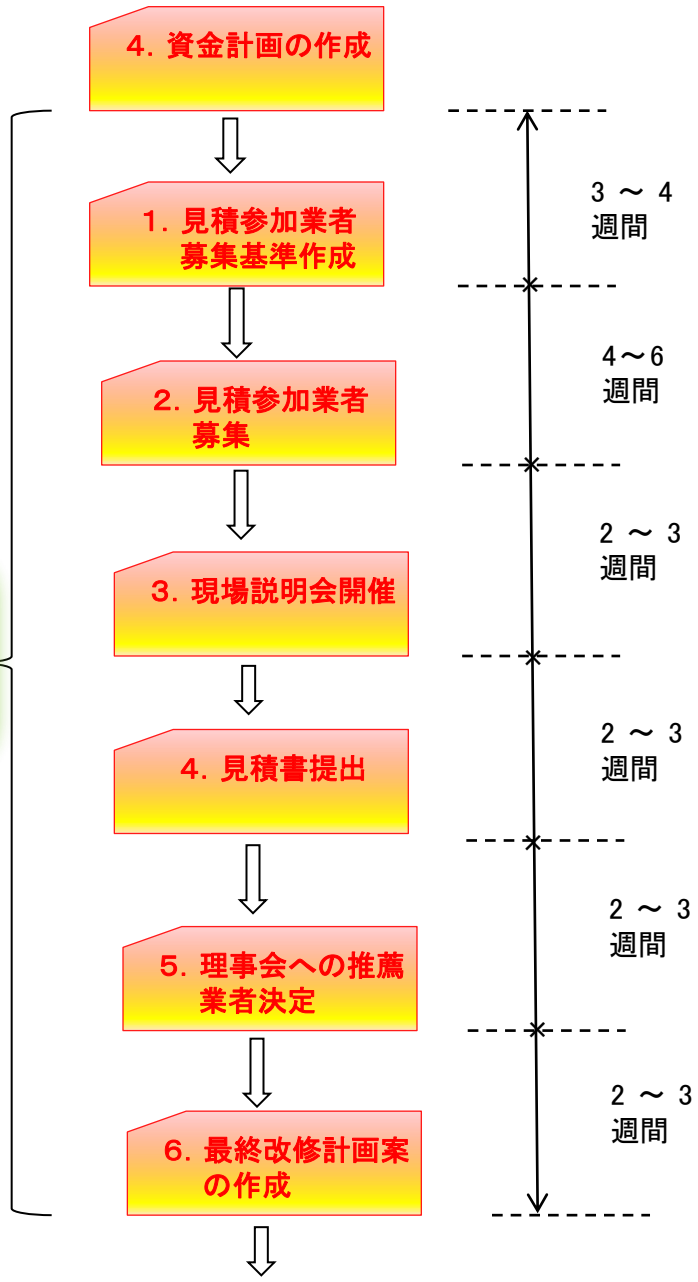 4．資金計画の作成
3 ～ 4
週間
1．見積参加業者
募集基準作成
4～6
週間
2．見積参加業者
募集
2 ～ 3
週間
3．現場説明会開催
2 ～ 3
週間
4．見積書提出
2 ～ 3
週間
5．理事会への推薦
業者決定
2 ～ 3
週間
6．最終改修計画案
の作成